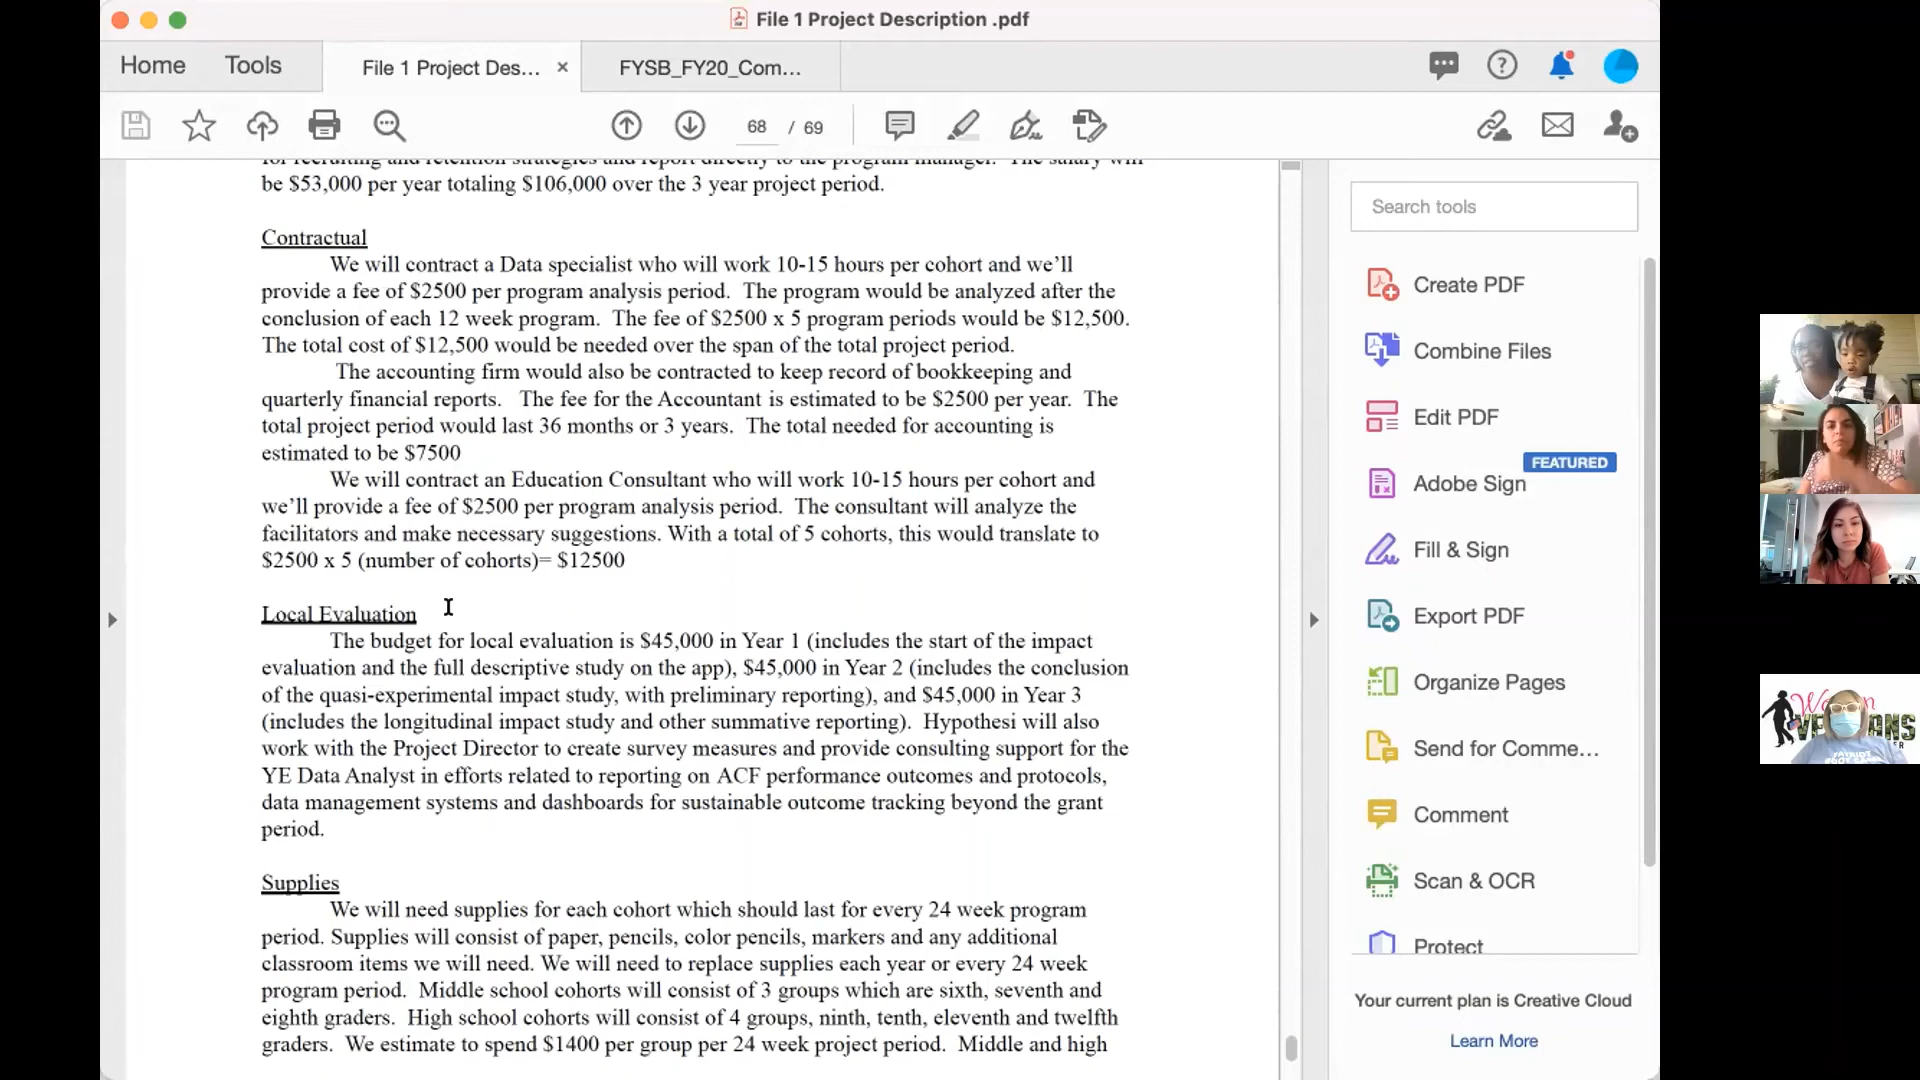 File 1 Project Description .pdf
Home
Tools
File 1 Project Des...
FYSB_FY20_Com...
68 / 69
for recruiting and retention strategies and report directly to the program manager. The salary will
be $53,000 per year totaling $106,000 over the 3 year project period.
Contractual
We will contract a Data specialist who will work 10-15 hours per cohort and we’ll
provide a fee of $2500 per program analysis period. The program would be analyzed after the
conclusion of each 12 week program. The fee of $2500 x 5 program periods would be $12,500.
The total cost of $12,500 would be needed over the span of the total project period.
The accounting firm would also be contracted to keep record of bookkeeping and
quarterly financial reports. The fee for the Accountant is estimated to be $2500 per year. The
total project period would last 36 months or 3 years. The total needed for accounting is
estimated to be $7500
We will contract an Education Consultant who will work 10-15 hours per cohort and
we’ll provide a fee of $2500 per program analysis period. The consultant will analyze the
facilitators and make necessary suggestions. With a total of 5 cohorts, this would translate to
$2500 x 5 (number of cohorts)= $12500
Local Evaluation
The budget for local evaluation is $45,000 in Year 1 (includes the start of the impact
evaluation and the full descriptive study on the app), $45,000 in Year 2 (includes the conclusion
of the quasi-experimental impact study, with preliminary reporting), and $45,000 in Year 3
(includes the longitudinal impact study and other summative reporting). Hypothesi will also
work with the Project Director to create survey measures and provide consulting support for the
YE Data Analyst in efforts related to reporting on ACF performance outcomes and protocols,
data management systems and dashboards for sustainable outcome tracking beyond the grant
period.
Supplies
We will need supplies for each cohort which should last for every 24 week program
period. Supplies will consist of paper, pencils, color pencils, markers and any additional
classroom items we will need. We will need to replace supplies each year or every 24 week
program period. Middle school cohorts will consist of 3 groups which are sixth, seventh and
eighth graders. High school cohorts will consist of 4 groups, ninth, tenth, eleventh and twelfth
graders. We estimate to spend $1400 per group per 24 week project period. Middle and high
Search tools
Create PDF
Combine Files
Edit PDF
FEATURED
Adobe Sign
Fill & Sign
Export PDF
Organize Pages
Send for Comme...
Comment
Scan & OCR
Protect
Your current plan is Creative Cloud
Learn More